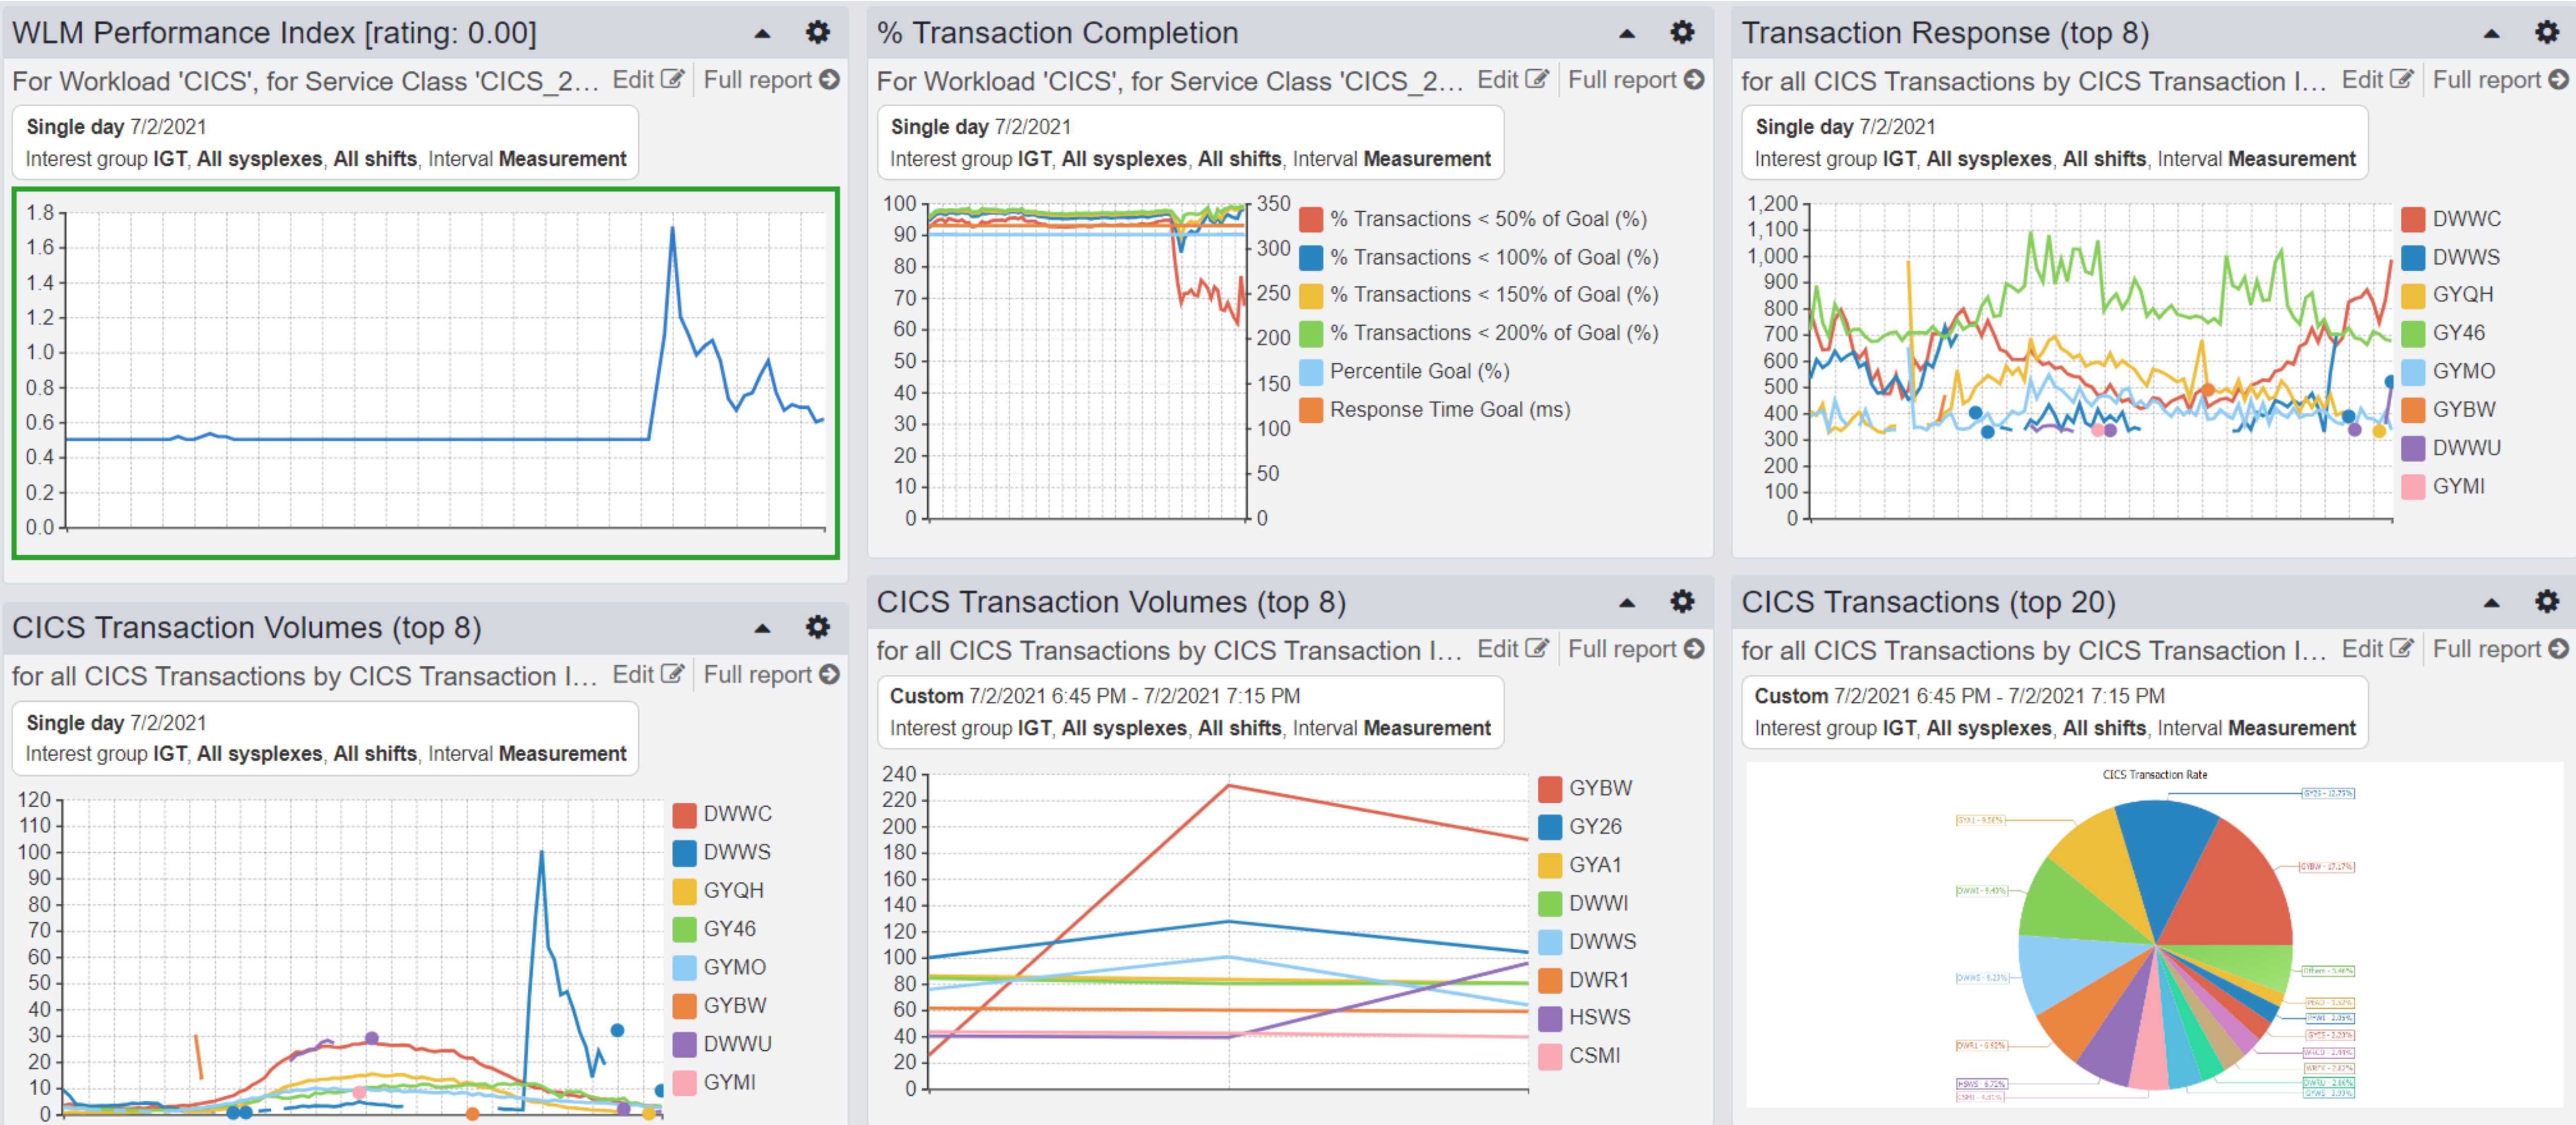 WLM Performance Index [rating: 0.00]
For Workload 'CICS', for Service Class 'CICS_2... Edit Full report
Single day 7/2/2021
Interest group IGT, All sysplexes, All shifts, Interval Measurement
1.8
1.6
1.4
1.2
1.0
0.8
0.6
0.4
0.2
0.0
% Transaction Completion
For Workload 'CICS', for Service Class 'CICS_2... Edit Full report
Single day 7/2/2021
Interest group IGT, All sysplexes, All shifts, Interval Measurement
100
90
80
70
60
50
40
30
20
10
0
350
300
250
200
150
100
50
0
% Transactions < 50% of Goal (%)
% Transactions < 100% of Goal (%)
% Transactions < 150% of Goal (%)
% Transactions < 200% of Goal (%)
Percentile Goal (%)
Response Time Goal (ms)
Transaction Response (top 8)
for all CICS Transactions by CICS Transaction I... Edit Full report
Single day 7/2/2021
Interest group IGT, All sysplexes, All shifts, Interval Measurement
1,200
1,100
1,000
900
800
700
600
500
400
300
200
100
0
DWWC
DWWS
GYQH
GY46
GYMO
GYBW
DWWU
GYMI
CICS Transaction Volumes (top 8)
for all CICS Transactions by CICS Transaction I... Edit Full report
Single day 7/2/2021
Interest group IGT, All sysplexes, All shifts, Interval Measurement
120
110
100
90
80
70
60
50
40
30
20
10
0
DWWC
DWWS
GYQH
GY46
GYMO
GYBW
DWWU
GYMI
CICS Transaction Volumes (top 8)
for all CICS Transactions by CICS Transaction I... Edit Full report
Custom 7/2/2021 6:45 PM - 7/2/2021 7:15 PM
Interest group IGT, All sysplexes, All shifts, Interval Measurement
240
220
200
180
160
140
120
100
80
60
40
20
0
GYBW
GY26
GYA1
DWWI
DWWS
DWR1
HSWS
CSMI
CICS Transactions (top 20)
for all CICS Transactions by CICS Transaction I... Edit Full report
Custom 7/2/2021 6:45 PM - 7/2/2021 7:15 PM
Interest group IGT, All sysplexes, All shifts, Interval Measurement
CICS Transaction Rate
GYBW - 17.17%
DWWS - 9.23%
HSWS - 6.72%